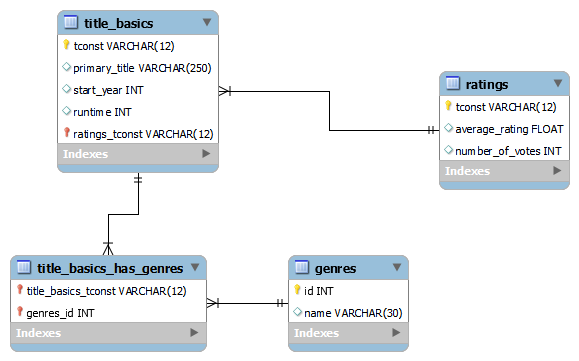 title_basics
tconst VARCHAR(12)
primary_title VARCHAR(250)
start_year INT
runtime INT
ratings_tconst VARCHAR(12)
Indexes
ratings
tconst VARCHAR(12)
average_rating FLOAT
number_of_votes INT
Indexes
title_basics_has_genres
title_basics_tconst VARCHAR(12)
genres_id INT
Indexes
genres
id INT
name VARCHAR(30)
Indexes